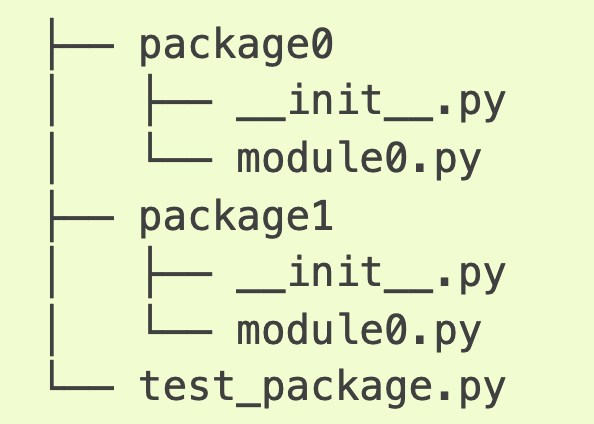 ├── package0
│   ├── __init__.py
│   └── module0.py
├── package1
│   ├── __init__.py
│   └── module0.py
└── test_package.py